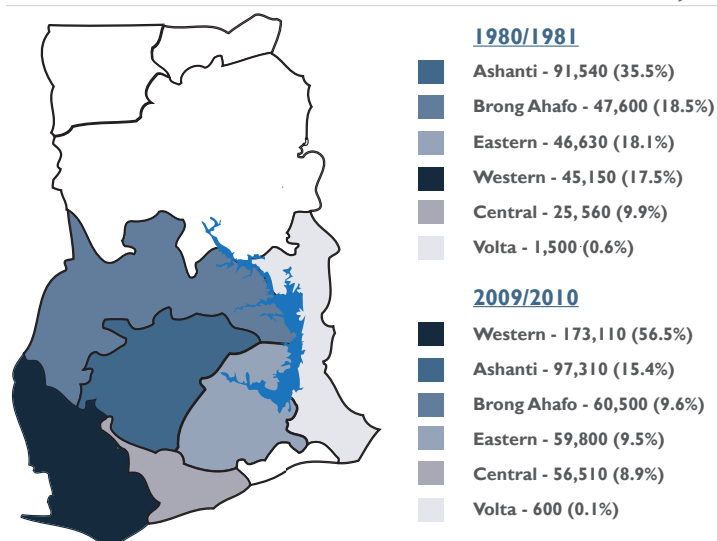 1980/1981
Ashanti - 91,540 (35.5%)
Brong Ahafo - 47,600 (18.5%)
Eastern - 46,630 (18.1%)
Western - 45,150 (17.5%)
Central - 25, 560 (9.9%)
Volta - 1,500 (0.6%)
2009/2010
Western - 173,110 (56.5%)
Ashanti - 97,310 (15.4%)
Brong Ahafo - 60,500 (9.6%)
Eastern - 59,800 (9.5%)
Central - 56,510 (8.9%)
Volta - 600 (0.1%)